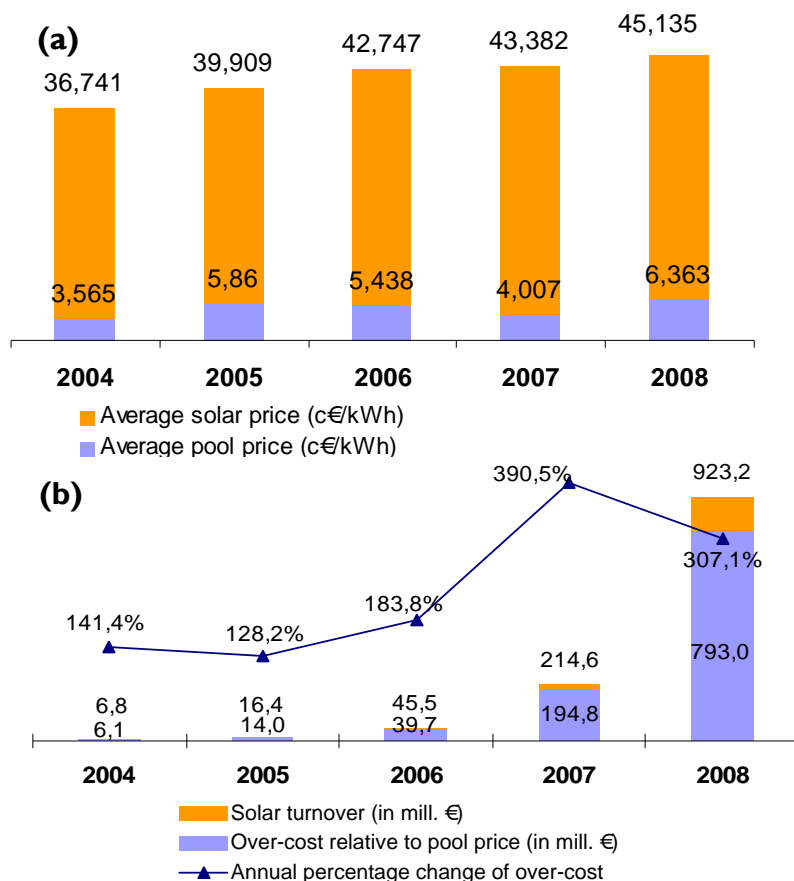 (a)
36,741
39,909
42,747
43,382
45,135
3,565
5,86
5,438
4,007
6,363
2004 2005 2006 2007 2008
Average solar price (c€/kWh)
Average pool price (c€/kWh)
(b)
390,5%
923,2
141,4%
128,2%
183,8%
307,1%
6,8
16,4
45,5
214,6
793,0
6,1
14,0
39,7
194,8
2004 2005 2006 2007 2008
Solar turnover (in mill. €)
Over-cost relative to pool price (in mill. €)
Annual percentage change of over-cost